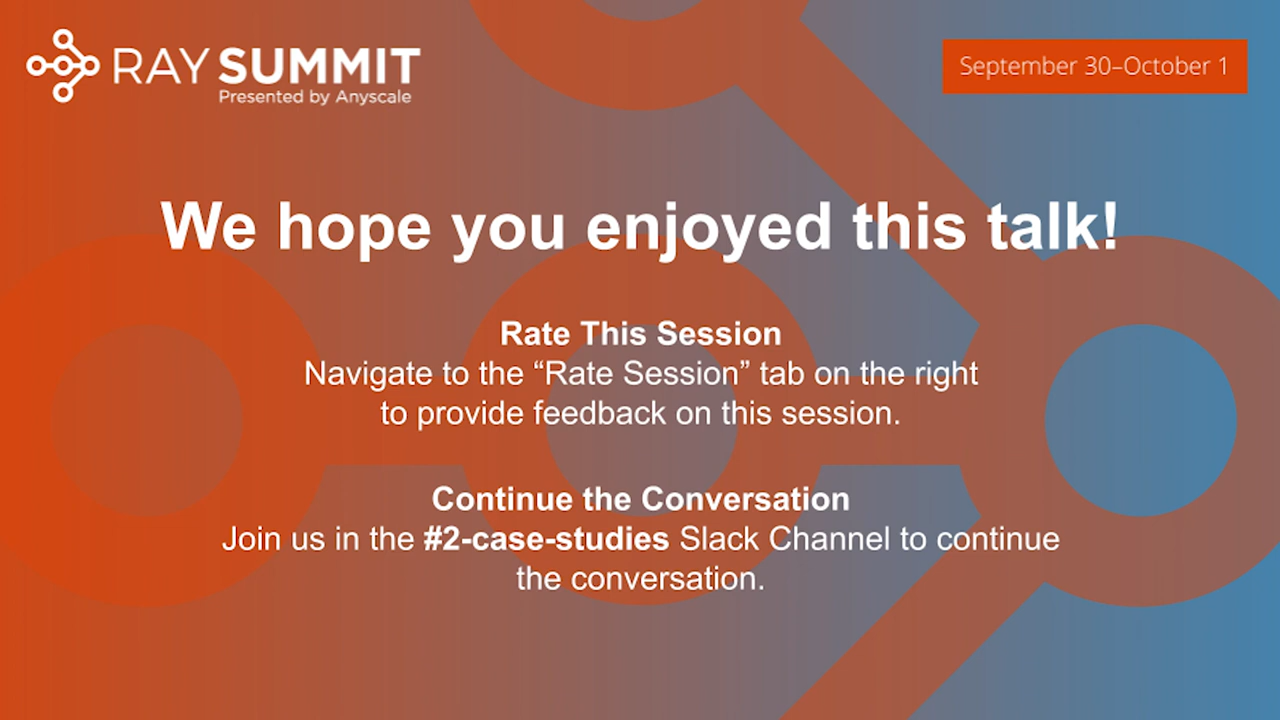 RAY SUMMIT
Presented by Anyscale
September 30–October 1
We hope you enjoyed this talk!
Rate This Session
Navigate to the “Rate Session” tab on the right
to provide feedback on this session.
Continue the Conversation
Join us in the #2-case-studies Slack Channel to continue
the conversation.